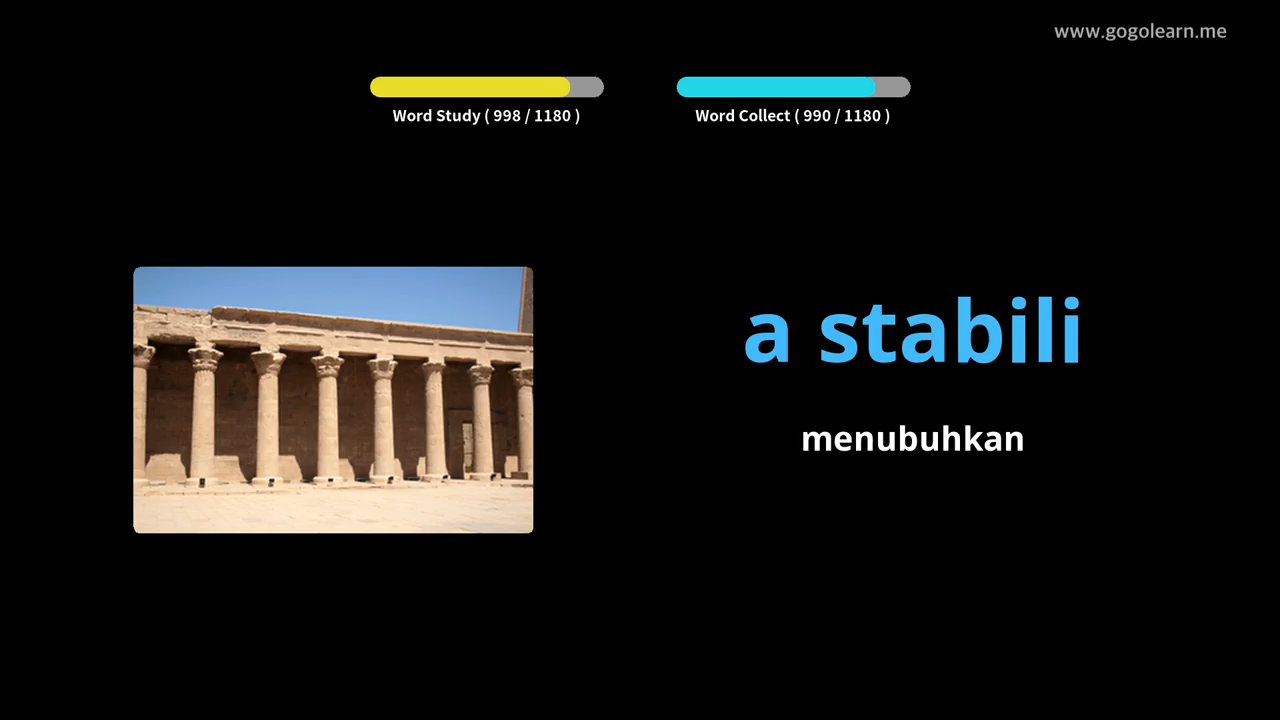 www.gogolearn.me
Word Study ( 998 / 1180 )
Word Collect ( 990 / 1180 )
a stabili
menubuhkan